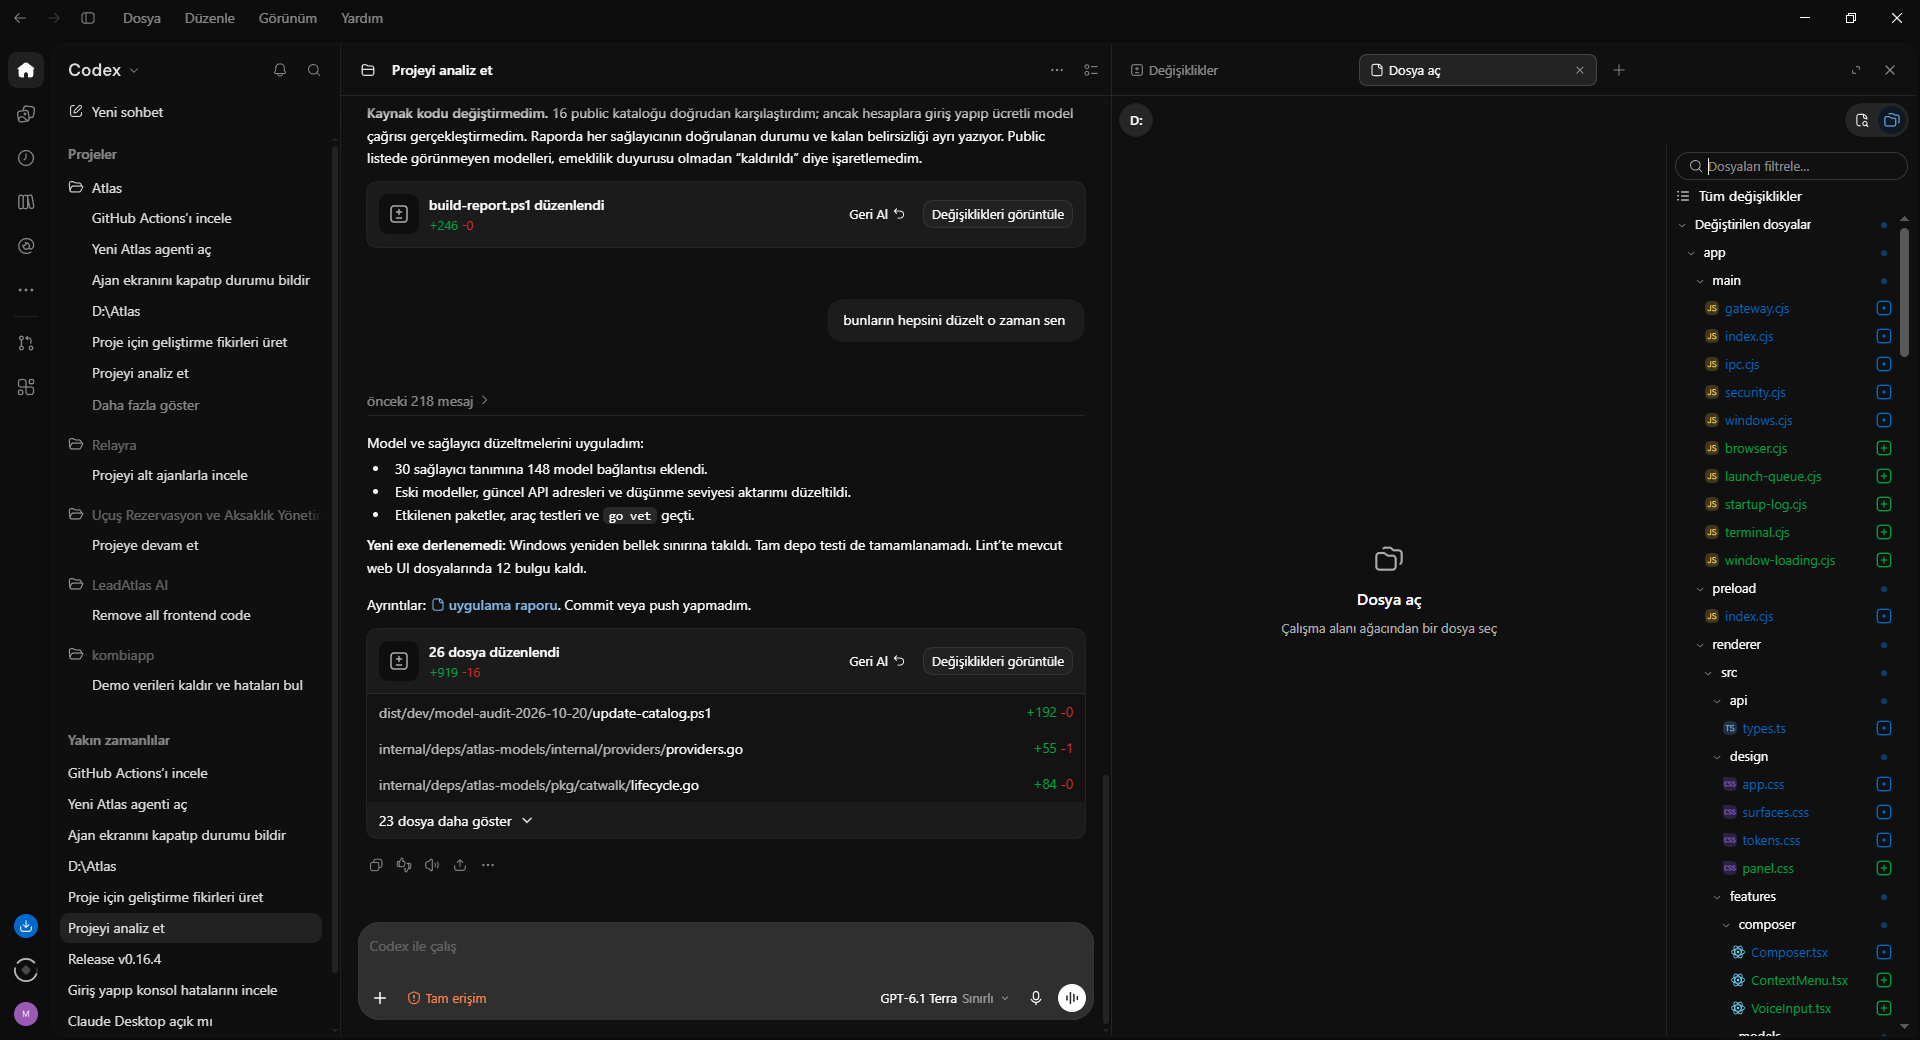 Dosya Düzenle Görünüm Yardım
Codex
Yeni sohbet
Projeler
Atlas
GitHub Actions'ı incele
Yeni Atlas agenti aç
Ajan ekranını kapatıp durumu bildir
D:\Atlas
Proje için geliştirme fikirleri üret
Projeyi analiz et
Daha fazla göster
Relayra
Projeyi alt ajanlarla incele
Uçuş Rezervasyon ve Aksaklık Yöneti
Projeye devam et
LeadAtlas AI
Remove all frontend code
kombiapp
Demo verileri kaldır ve hataları bul
Yakın zamanlılar
GitHub Actions'ı incele
Yeni Atlas agenti aç
Ajan ekranını kapatıp durumu bildir
D:\Atlas
Proje için geliştirme fikirleri üret
Projeyi analiz et
Release v0.16.4
Giriş yapıp konsol hatalarını incele
Claude Desktop açık mı
M
Projeyi analiz et
Kaynak kodu değiştirmedim. 16 public kataloğu doğrudan karşılaştırdım; ancak hesaplara giriş yapıp ücretli model
çağrısı gerçekleştirmedim. Raporda her sağlayıcının doğrulanan durumu ve kalan belirsizliği ayrı yazıyor. Public
listede görünmeyen modelleri, emeklilik duyurusu olmadan “kaldırıldı” diye işaretlemedim.
build-report.ps1 düzenlendi
+246 -0
Geri Al
Değişiklikleri görüntüle
bunların hepsini düzelt o zaman sen
önceki 218 mesaj
Model ve sağlayıcı düzeltmelerini uyguladım:
• 30 sağlayıcı tanımına 148 model bağlantısı eklendi.
• Eski modeller, güncel API adresleri ve düşünme seviyesi aktarımı düzeltildi.
• Etkilenen paketler, araç testleri ve go vet geçti.
Yeni exe derlenemedi: Windows yeniden bellek sınırına takıldı. Tam depo testi de tamamlanamadı. Lint'te mevcut
web UI dosyalarında 12 bulgu kaldı.
Ayrıntılar: uygulama raporu. Commit veya push yapmadım.
26 dosya düzenlendi
+919 -16
Geri Al
Değişiklikleri görüntüle
dist/dev/model-audit-2026-10-20/update-catalog.ps1 +192 -0
internal/deps/atlas-models/internal/providers/providers.go +55 -1
internal/deps/atlas-models/pkg/catwalk/lifecycle.go +84 -0
23 dosya daha göster
Codex ile çalış
Tam erişim
GPT-6.1 Terra Sınırlı
Değişiklikler
Dosya aç
D:
Dosya aç
Çalışma alanı ağacından bir dosya seç
Dosyaları filtrele...
Tüm değişiklikler
Değiştirilen dosyalar
app
main
JS gateway.cjs
JS index.cjs
JS ipc.cjs
JS security.cjs
JS windows.cjs
JS browser.cjs
JS launch-queue.cjs
JS startup-log.cjs
JS terminal.cjs
JS window-loading.cjs
preload
JS index.cjs
renderer
src
api
TS types.ts
design
CSS app.css
CSS surfaces.css
CSS tokens.css
CSS panel.css
features
composer
Composer.tsx
ContextMenu.tsx
VoiceInput.tsx
models